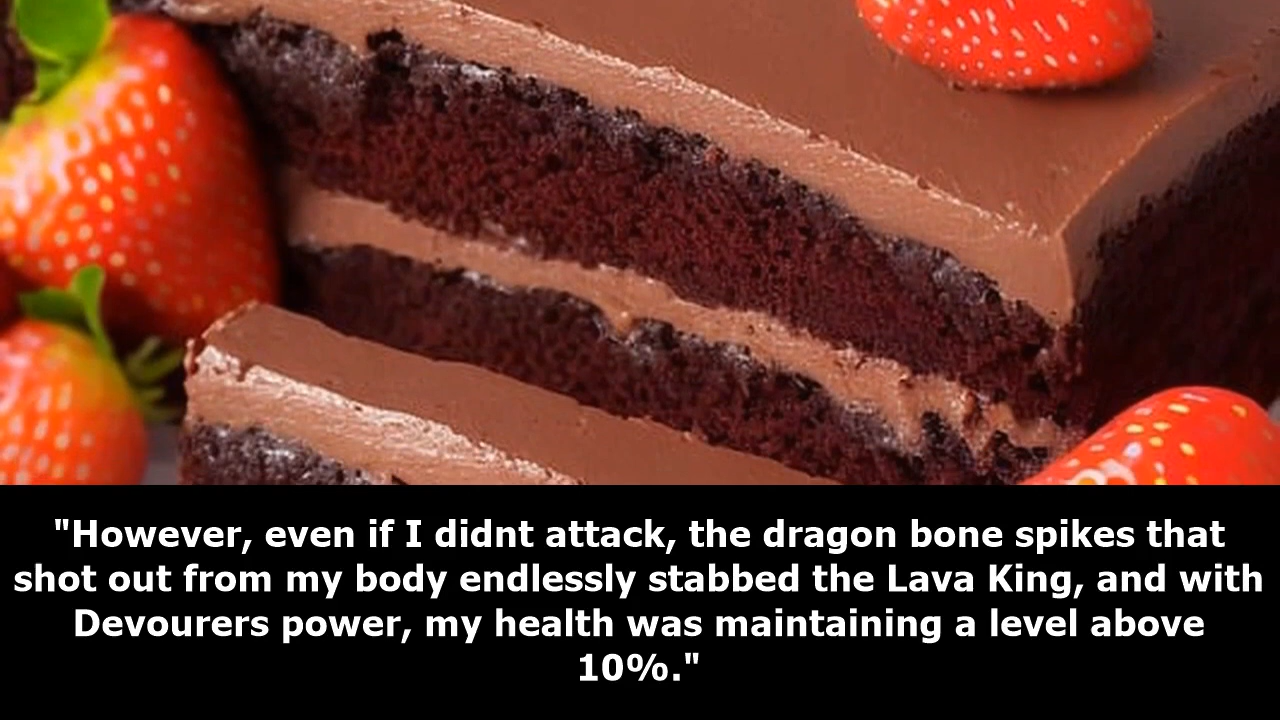 "However, even if I didnt attack, the dragon bone spikes that
shot out from my body endlessly stabbed the Lava King, and with
Devourers power, my health was maintaining a level above
10%."